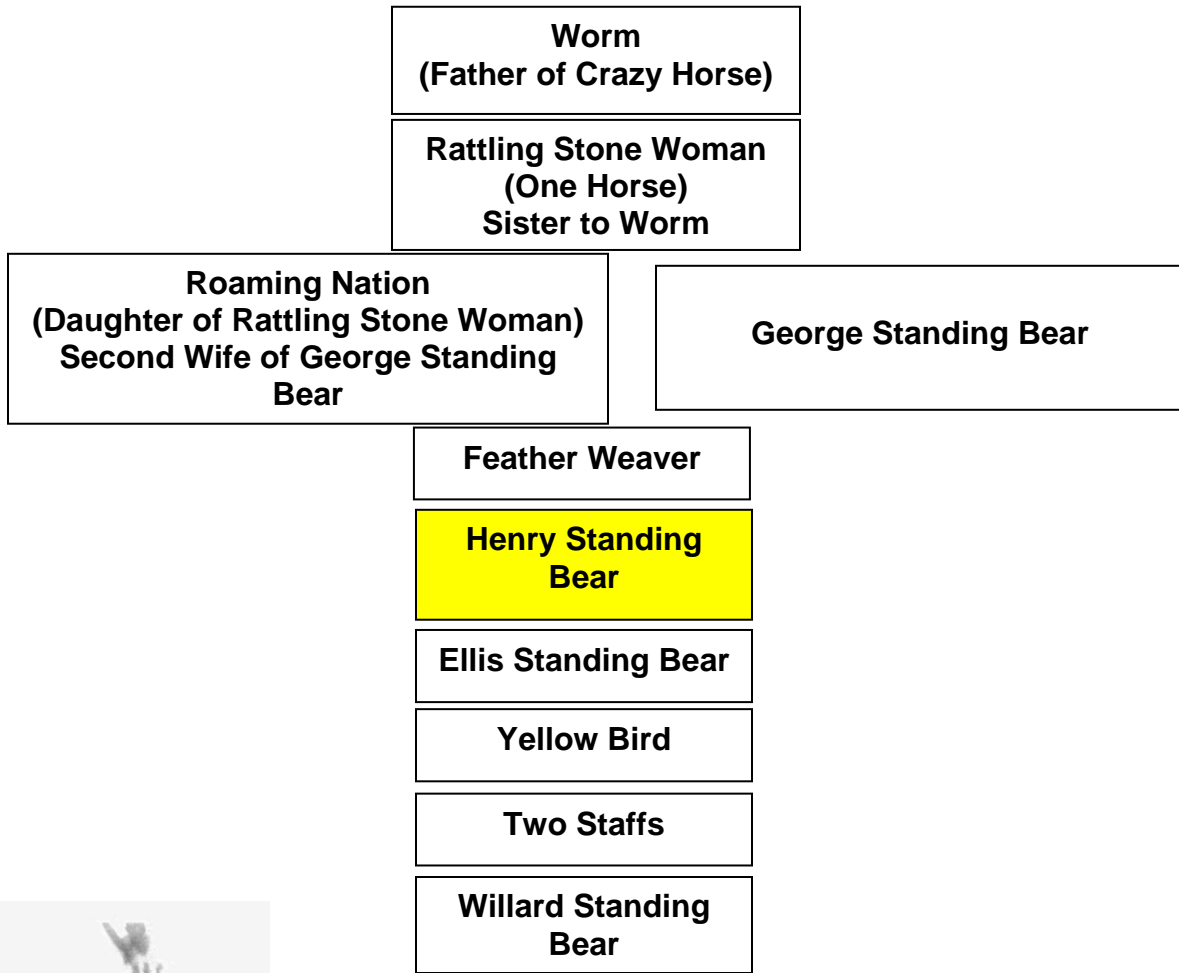 Worm
(Father of Crazy Horse)
Rattling Stone Woman
(One Horse)
Sister to Worm
Roaming Nation
(Daughter of Rattling Stone Woman)
Second Wife of George Standing
Bear
George Standing Bear
Feather Weaver
Henry Standing
Bear
Ellis Standing Bear
Yellow Bird
Two Staffs
Willard Standing
Bear